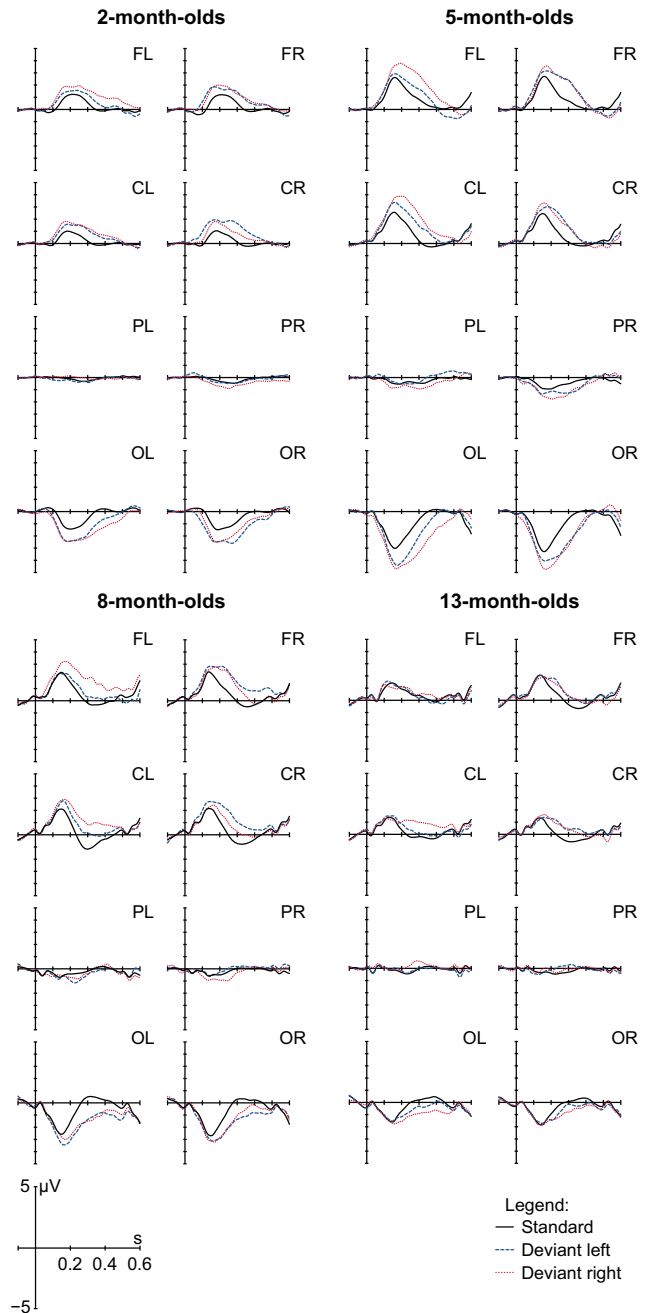 2-month-olds
5-month-olds
FL FR FL FR
CL CR CL CR
PL PR PL PR
OL OR OL OR
8-month-olds
13-month-olds
FL FR FL FR
CL CR CL CR
PL PR PL PR
OL OR OL OR
5 µV
s
0.2 0.4 0.6
−5
Legend:
Standard
Deviant left
Deviant right